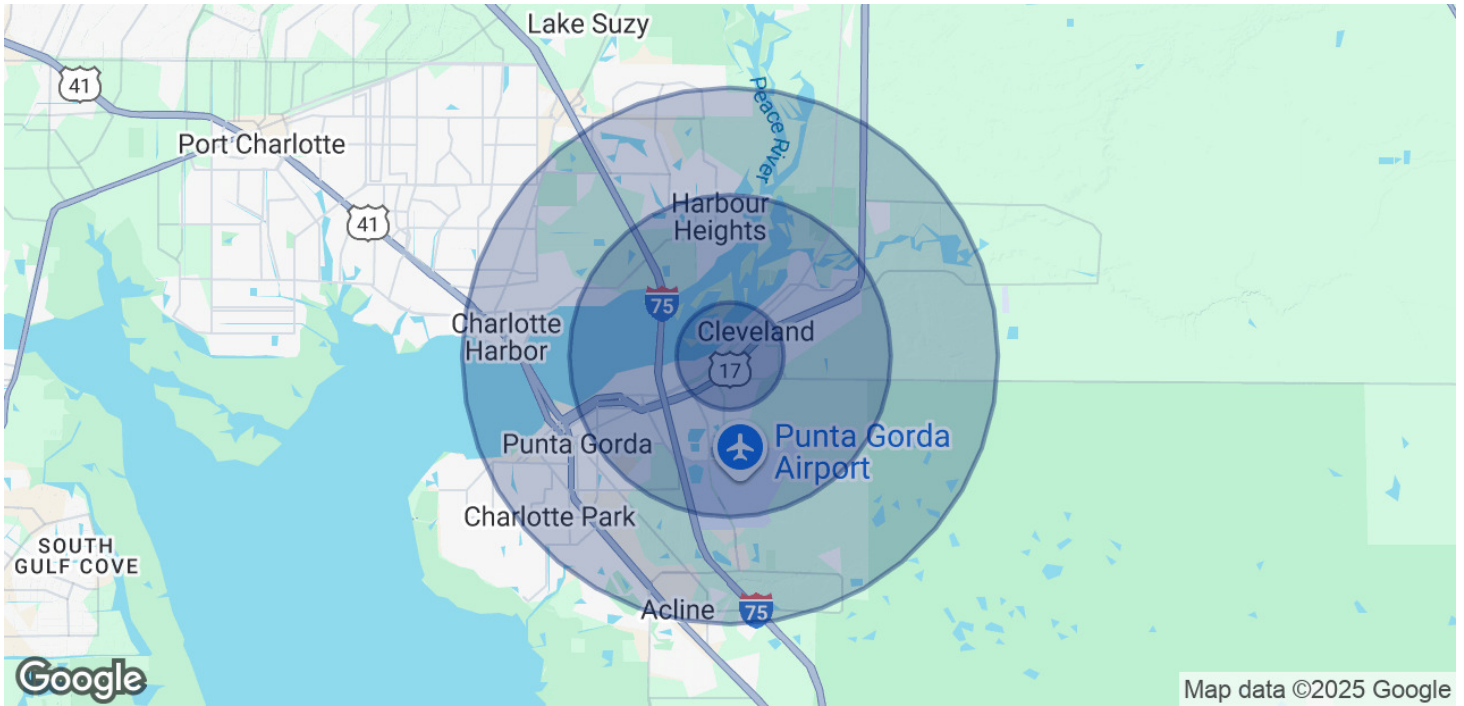 Lake Suzy
41
Peace River
Port Charlotte
Harbour
Heights
41
75
Charlotte
Harbor
Cleveland
17
Punta Gorda
Punta Gorda
Airport
Charlotte Park
SOUTH
GULF COVE
Acline
75
Google
Map data ©2025 Google